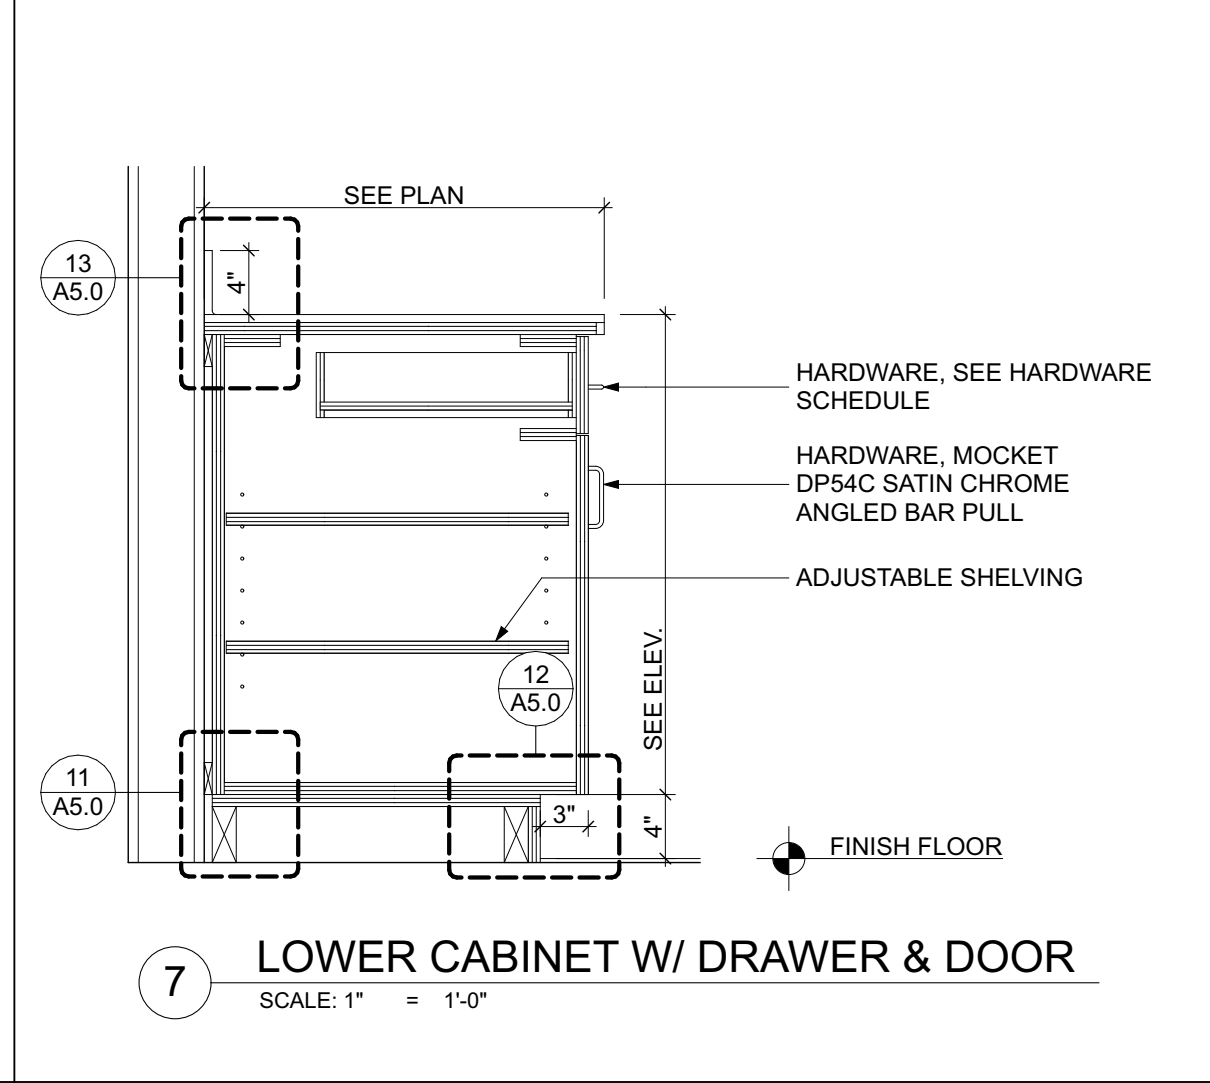 SEE PLAN
13
A5.0
4"
HARDWARE, SEE HARDWARE
SCHEDULE
HARDWARE, MOCKET
DP54C SATIN CHROME
ANGLED BAR PULL
ADJUSTABLE SHELVING
SEE ELEV.
12
A5.0
11
A5.0
3"
4"
FINISH FLOOR
7
LOWER CABINET W/ DRAWER & DOOR
SCALE: 1" = 1'-0"